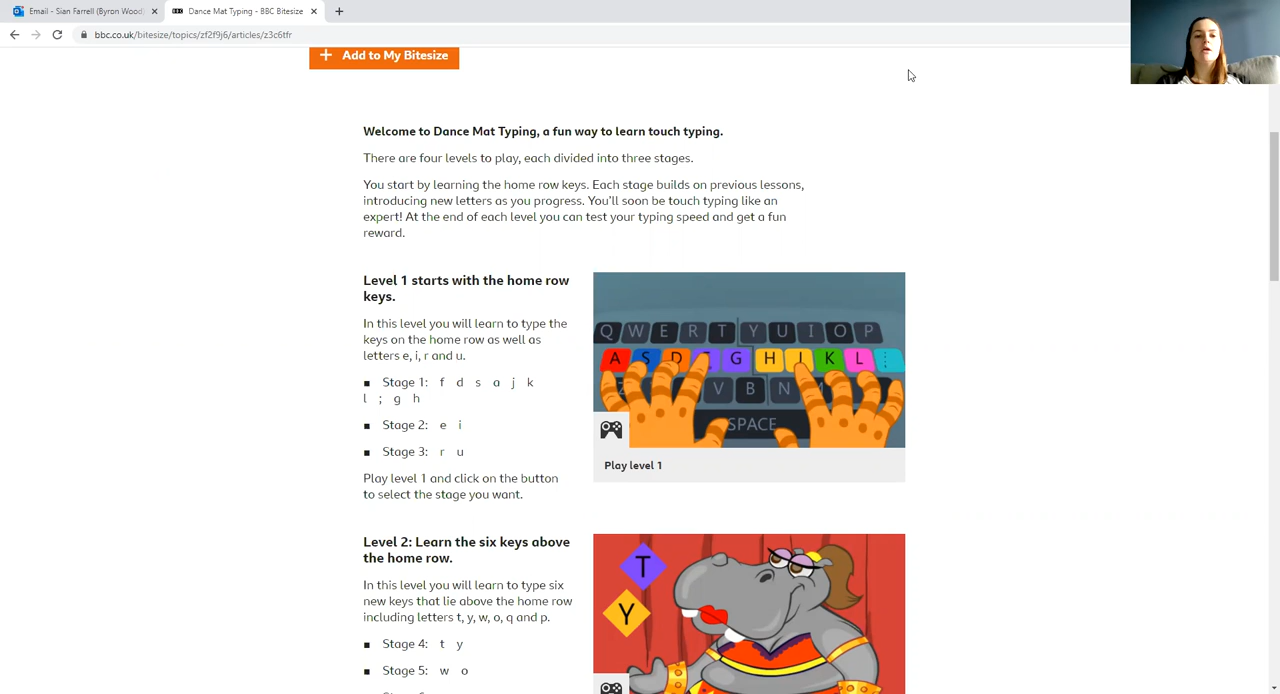 Email - Sian Farrell (Byron Wood)
Dance Mat Typing - BBC Bitesize
bbc.co.uk/bitesize/topics/zf2f9j6/articles/z3c6tfr
+ Add to My Bitesize
Welcome to Dance Mat Typing, a fun way to learn touch typing.
There are four levels to play, each divided into three stages.
You start by learning the home row keys. Each stage builds on previous lessons,
introducing new letters as you progress. You'll soon be touch typing like an
expert! At the end of each level you can test your typing speed and get a fun
reward.
Level 1 starts with the home row
keys.
In this level you will learn to type the
keys on the home row as well as
letters e, i, r and u.
Stage 1: f d s a j k
l ; g h
Stage 2: e i
Stage 3: r u
Play level 1 and click on the button
to select the stage you want.
Q W E R T Y U I O P
A S D G H J K L ;
Z V B N M
SPACE
Play level 1
Level 2: Learn the six keys above
the home row.
In this level you will learn to type six
new keys that lie above the home row
including letters t, y, w, o, q and p.
Stage 4: t y
Stage 5: w o
T
Y